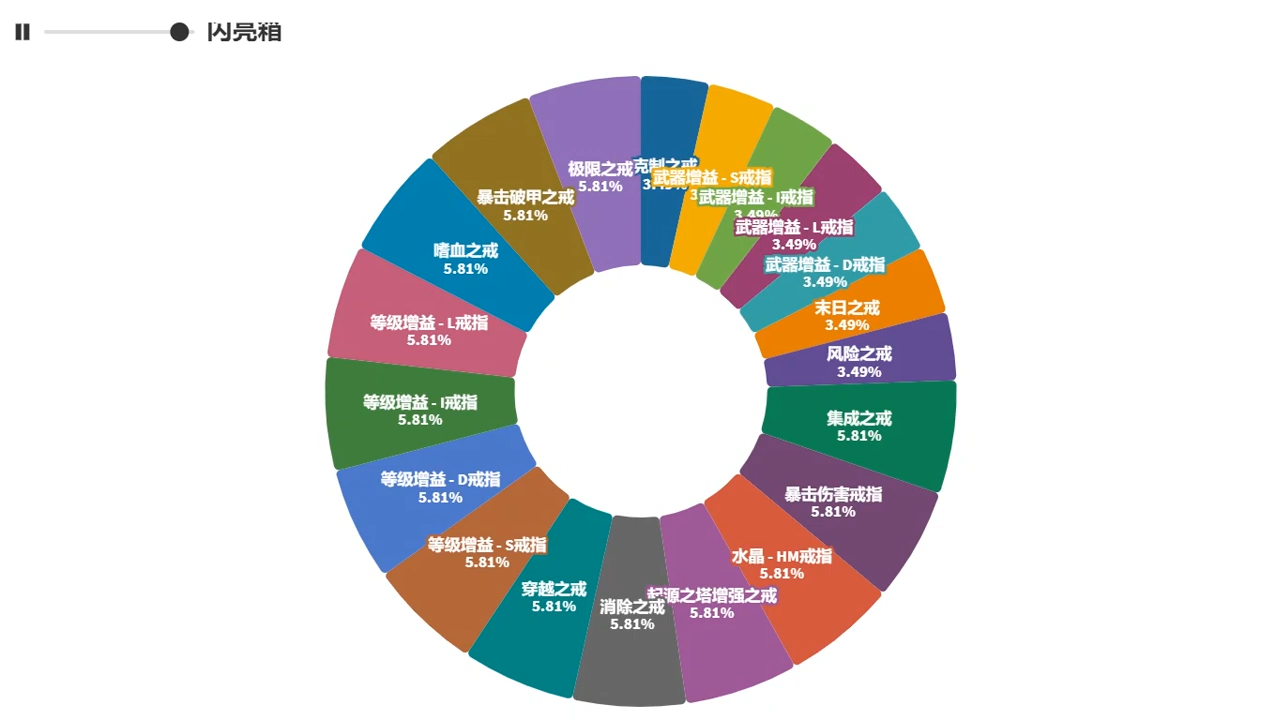 闪亮箱
克制之戒
武器增益 - S戒指
武器增益 - I戒指
3.49%
武器增益 - L戒指
3.49%
武器增益 - D戒指
3.49%
末日之戒
3.49%
风险之戒
3.49%
集成之戒
5.81%
暴击伤害戒指
5.81%
水晶 - HM戒指
5.81%
起源之塔增强之戒
5.81%
消除之戒
5.81%
穿越之戒
5.81%
等级增益 - S戒指
5.81%
等级增益 - D戒指
5.81%
等级增益 - I戒指
5.81%
等级增益 - L戒指
5.81%
嗜血之戒
5.81%
暴击破甲之戒
5.81%
极限之戒
5.81%